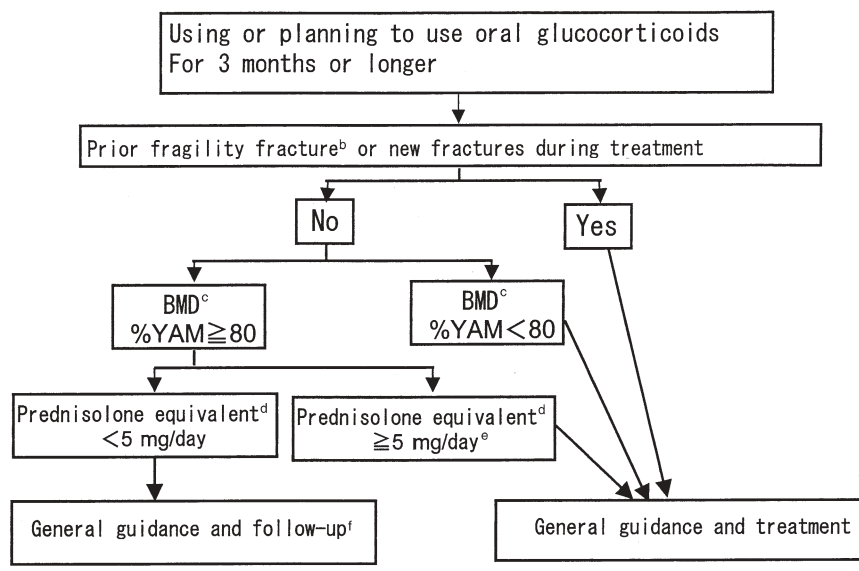 Using or planning to use oral glucocorticoids
For 3 months or longer
Prior fragility fractureᵇ or new fractures during treatment
No
Yes
BMDᶜ
%YAM≧80
BMDᶜ
%YAM<80
Prednisolone equivalentᵈ
<5 mg/day
Prednisolone equivalentᵈ
≧5 mg/dayᵉ
General guidance and follow-upᶠ
General guidance and treatment